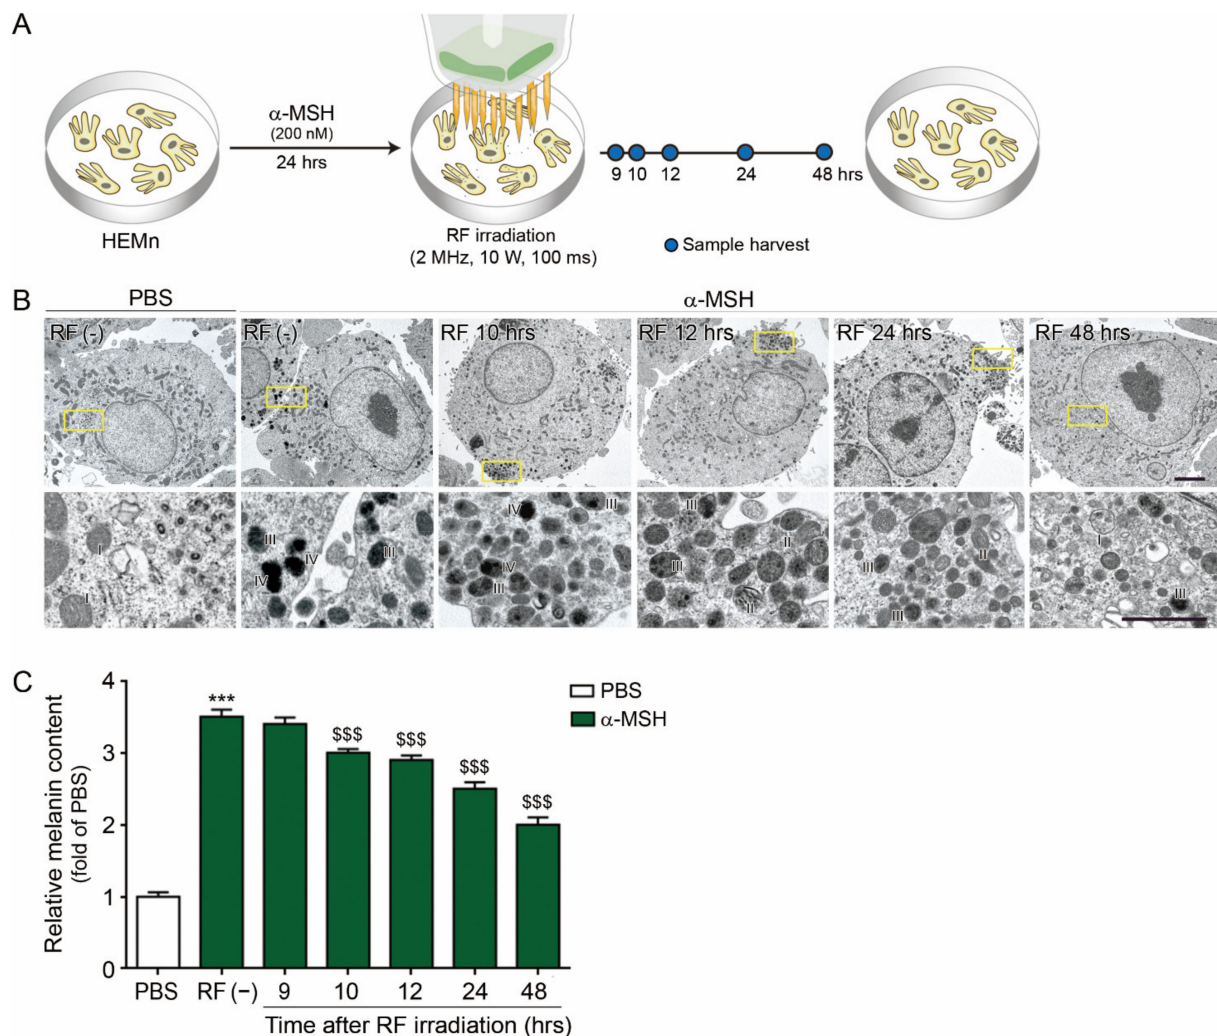 A
α-MSH
(200 nM)
24 hrs
HEMn
RF irradiation
(2 MHz, 10 W, 100 ms)
9 10 12 24 48 hrs
Sample harvest
B
PBS α-MSH
RF (-) RF (-) RF 10 hrs RF 12 hrs RF 24 hrs RF 48 hrs
I I
III IV III IV
IV III IV III
III II III II
II III III
I III
C
Relative melanin content
(fold of PBS)
4
3
2
1
0
*** $$$ $$$ $$$ $$$
PBS
α-MSH
PBS RF (−) 9 10 12 24 48
Time after RF irradiation (hrs)